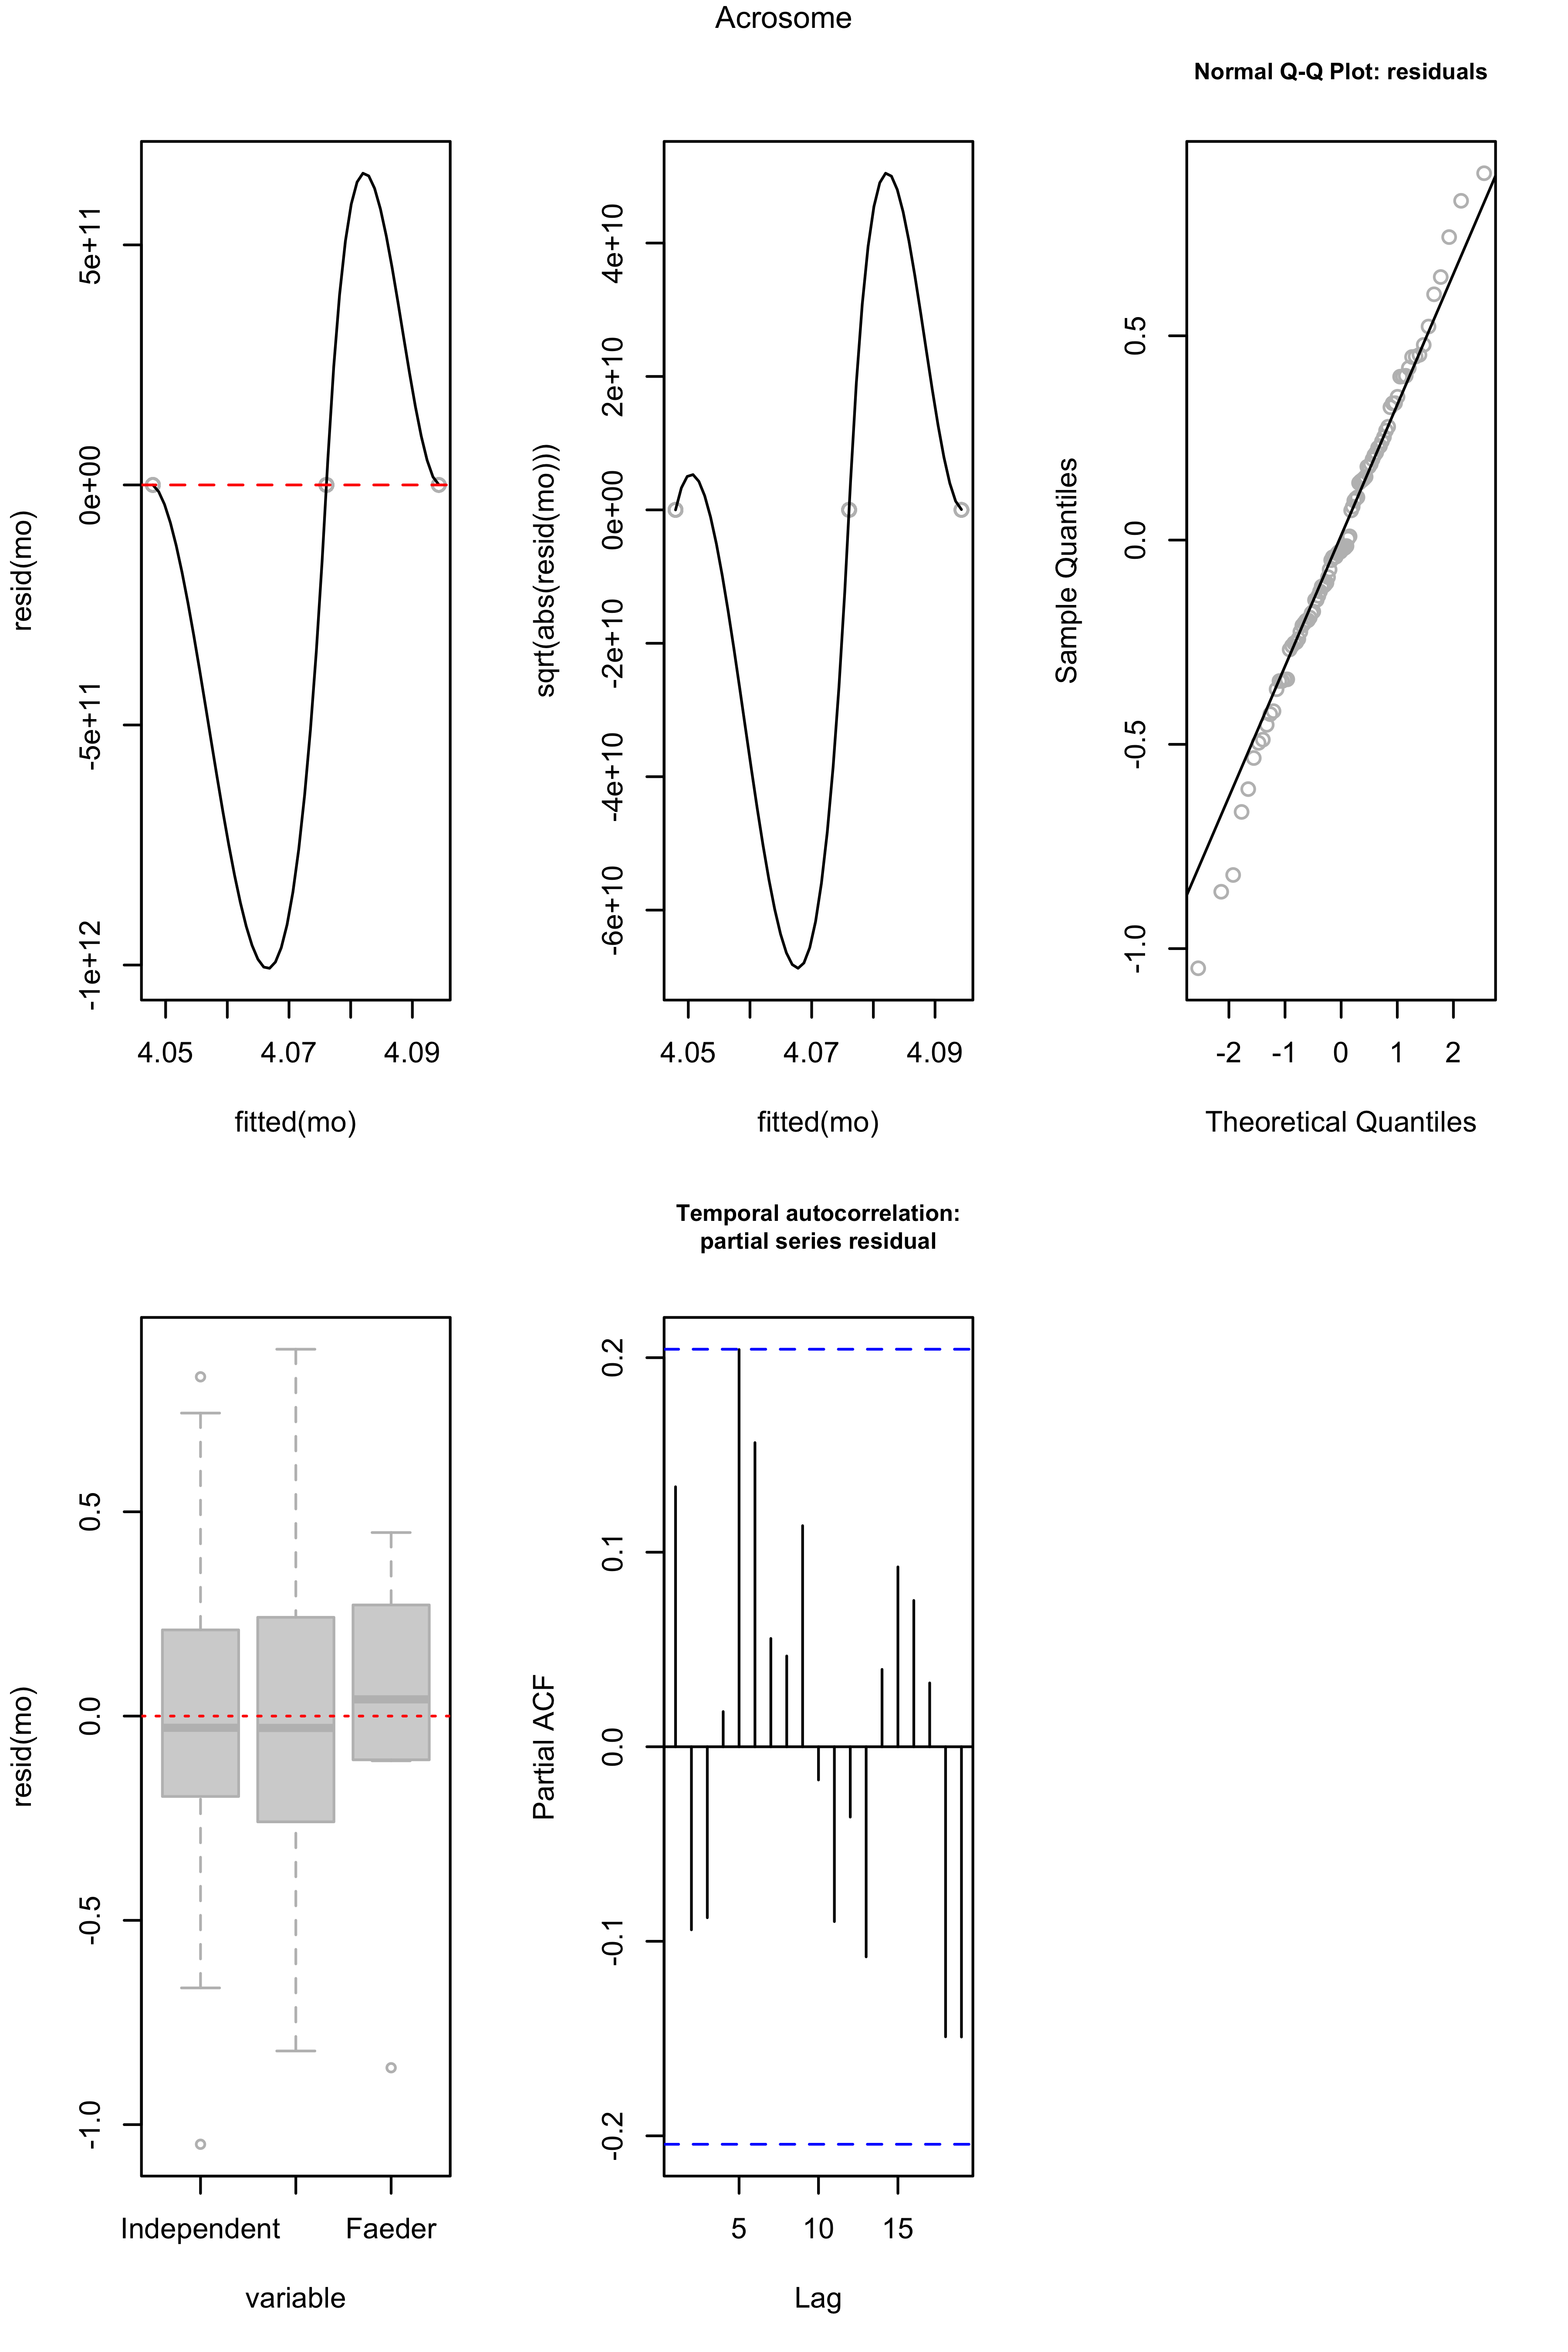 Acrosome
resid(mo)
5e+11
0e+00
-5e+11
-1e+12
4.05
4.07
4.09
fitted(mo)
sqrt(abs(resid(mo)))
4e+10
2e+10
0e+00
-2e+10
-4e+10
-6e+10
4.05
4.07
4.09
fitted(mo)
Normal Q-Q Plot: residuals
Sample Quantiles
0.5
0.0
-0.5
-1.0
-2
-1
0
1
2
Theoretical Quantiles
resid(mo)
0.5
0.0
-0.5
-1.0
Independent
Faeder
variable
Temporal autocorrelation:
partial series residual
Partial ACF
0.2
0.1
0.0
-0.1
-0.2
5
10
15
Lag